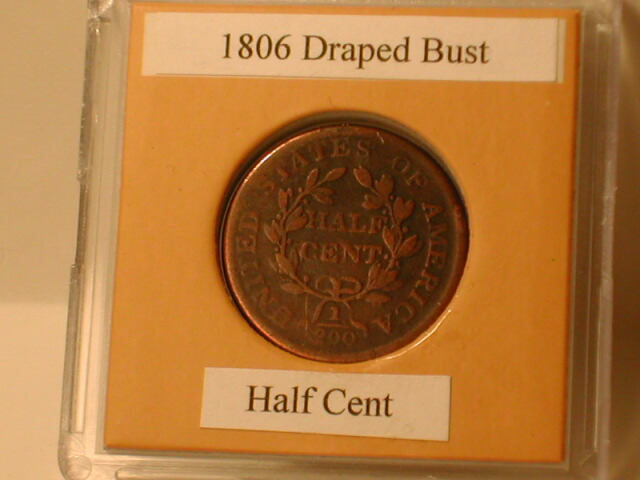 1806 Draped Bust
UNITED STATES OF AMERICA
HALF
CENT
1
200
Half Cent